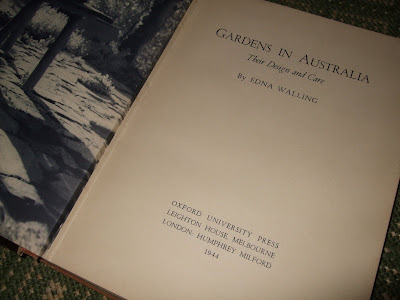 GARDENS IN AUSTRALIA
Their Design and Care
By EDNA WALLING
OXFORD UNIVERSITY PRESS
LEIGHTON HOUSE MELBOURNE
LONDON: HUMPHREY MILFORD
1944